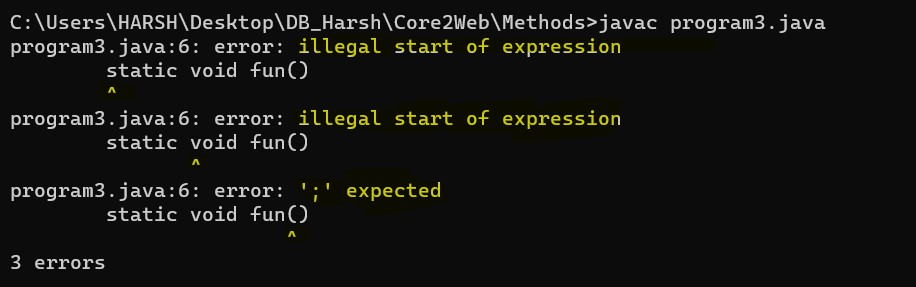 C:\Users\HARSH\Desktop\DB_Harsh\Core2Web\Methods>javac program3.java
program3.java:6: error: illegal start of expression
        static void fun()
        ^
program3.java:6: error: illegal start of expression
        static void fun()
               ^
program3.java:6: error: ';' expected
        static void fun()
                       ^
3 errors